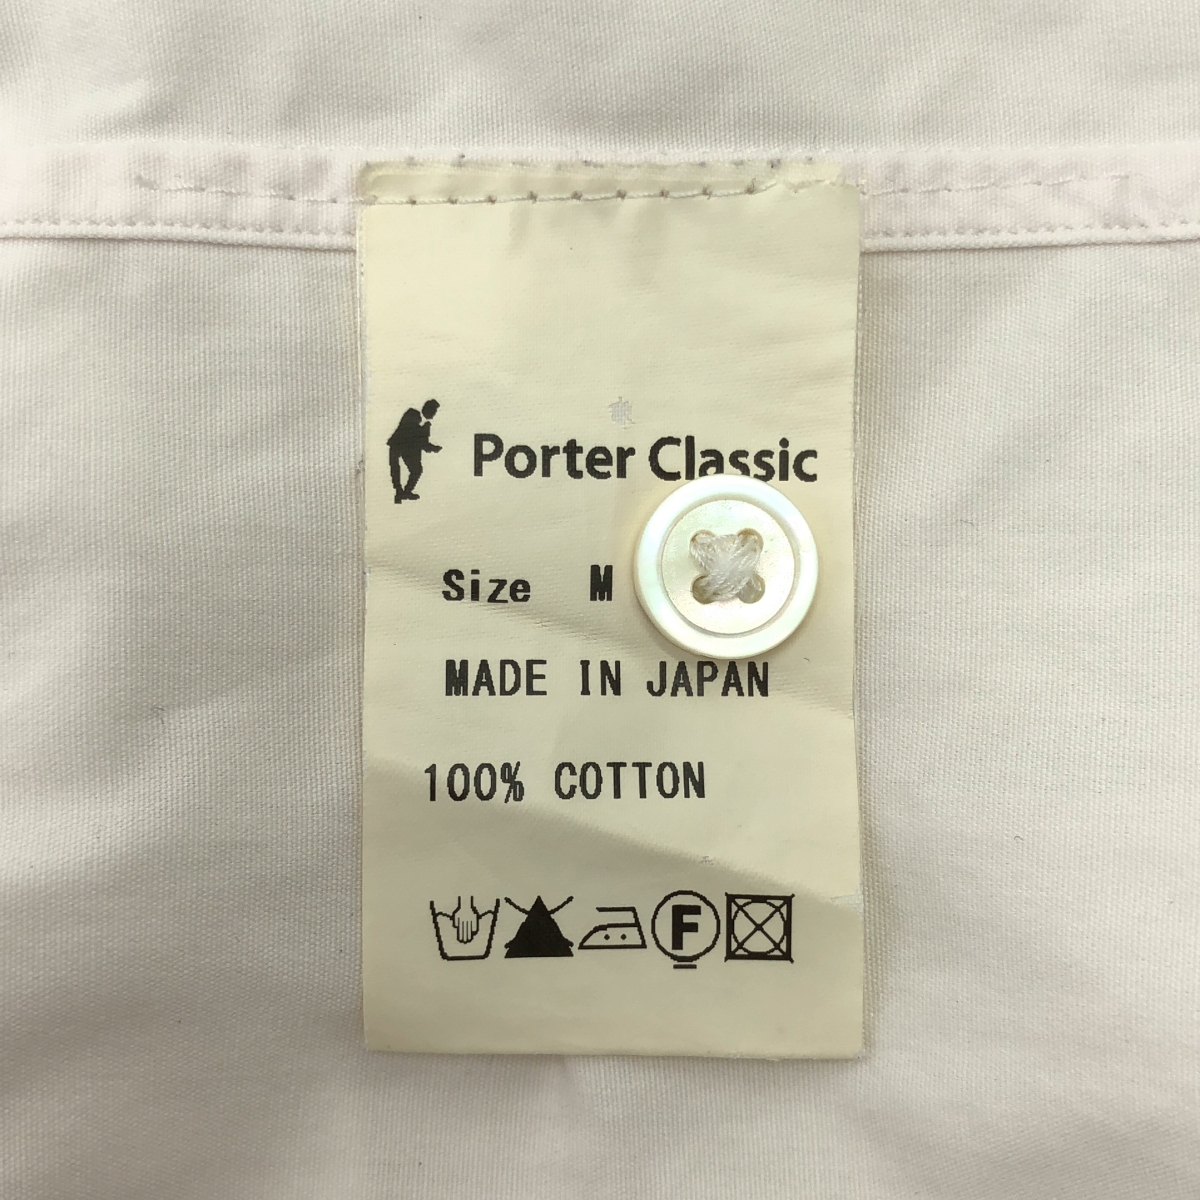 Porter Classic
Size M
MADE IN JAPAN
100% COTTON
F